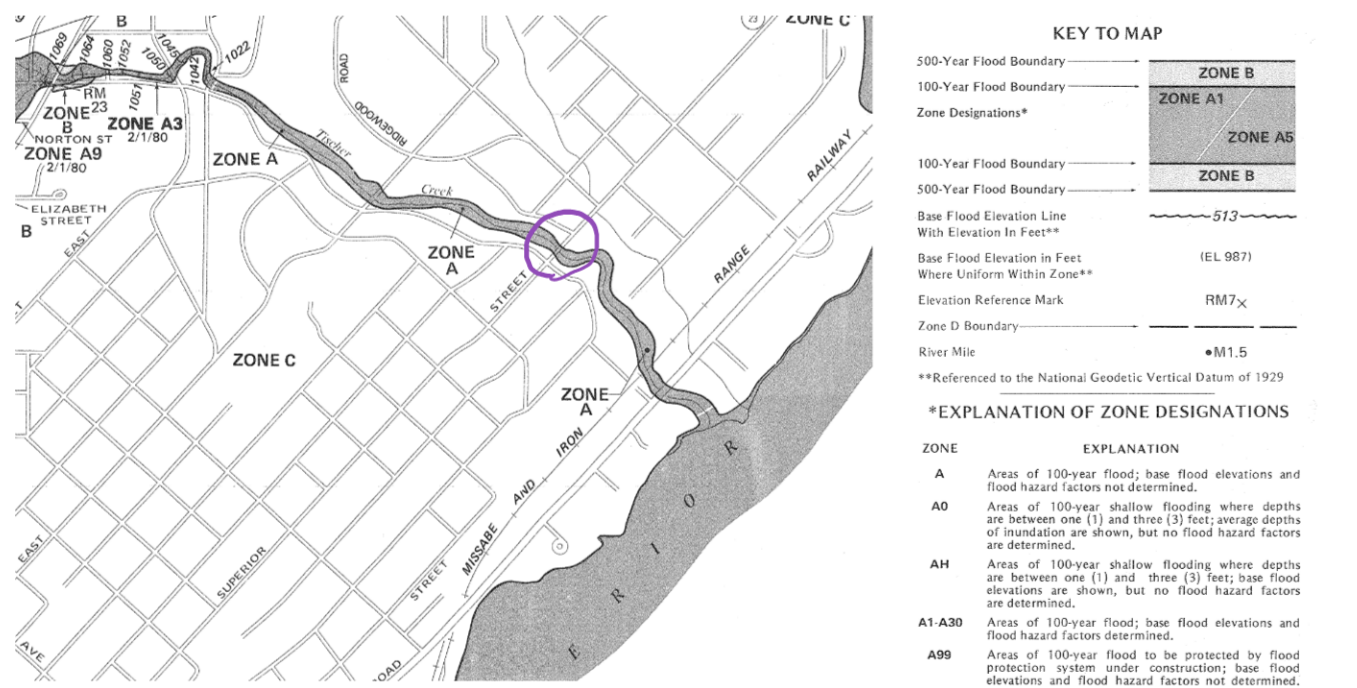 B
ZONE C
23
1069
1064
1060
1052
1045
1050
1042
1022
1051
RM
23
ZONE
B
ZONE A3
2/1/80
NORTON ST
ZONE A9
2/1/80
ROAD
RIDGEWOOD
ZONE A
Tischer
Creek
RAILWAY
ELIZABETH
STREET
B
EAST
ZONE
A
STREET
RANGE
ZONE C
ZONE
A
IRON
AND
MISSABE
EAST
SUPERIOR
STREET
AVE
ROAD
E R I O R
KEY TO MAP
500-Year Flood Boundary
ZONE B
100-Year Flood Boundary
ZONE A1
Zone Designations*
ZONE A5
100-Year Flood Boundary
ZONE B
500-Year Flood Boundary
Base Flood Elevation Line
With Elevation In Feet**
513
Base Flood Elevation in Feet
Where Uniform Within Zone**
(EL 987)
Elevation Reference Mark
RM7×
Zone D Boundary
River Mile
•M1.5
**Referenced to the National Geodetic Vertical Datum of 1929
*EXPLANATION OF ZONE DESIGNATIONS
ZONE EXPLANATION
A Areas of 100-year flood; base flood elevations and
flood hazard factors not determined.
A0 Areas of 100-year shallow flooding where depths
are between one (1) and three (3) feet; average depths
of inundation are shown, but no flood hazard factors
are determined.
AH Areas of 100-year shallow flooding where depths
are between one (1) and three (3) feet; base flood
elevations are shown, but no flood hazard factors
are determined.
A1-A30 Areas of 100-year flood; base flood elevations and
flood hazard factors determined.
A99 Areas of 100-year flood to be protected by flood
protection system under construction; base flood
elevations and flood hazard factors not determined.